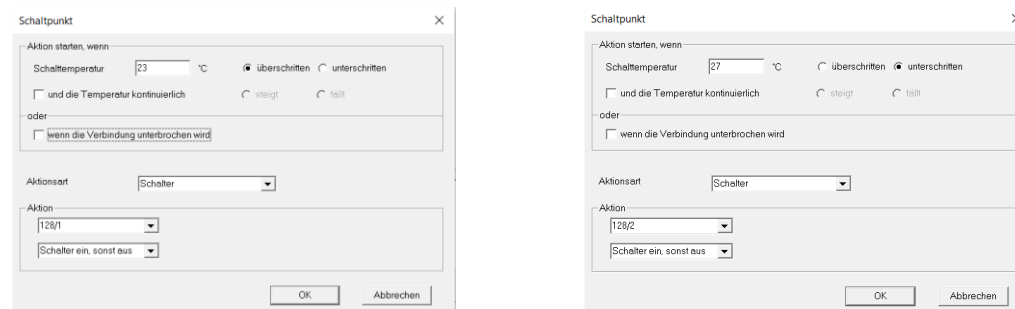 Schaltpunkt
Aktion starten, wenn
Schalttemperatur 23 °C überschritten unterschritten
und die Temperatur kontinuierlich steigt fällt
oder
wenn die Verbindung unterbrochen wird
Aktionsart Schalter
Aktion
128/1
Schalter ein, sonst aus
OK Abbrechen
Schaltpunkt
Aktion starten, wenn
Schalttemperatur 27 °C überschritten unterschritten
und die Temperatur kontinuierlich steigt fällt
oder
wenn die Verbindung unterbrochen wird
Aktionsart Schalter
Aktion
128/2
Schalter ein, sonst aus
OK Abbrechen